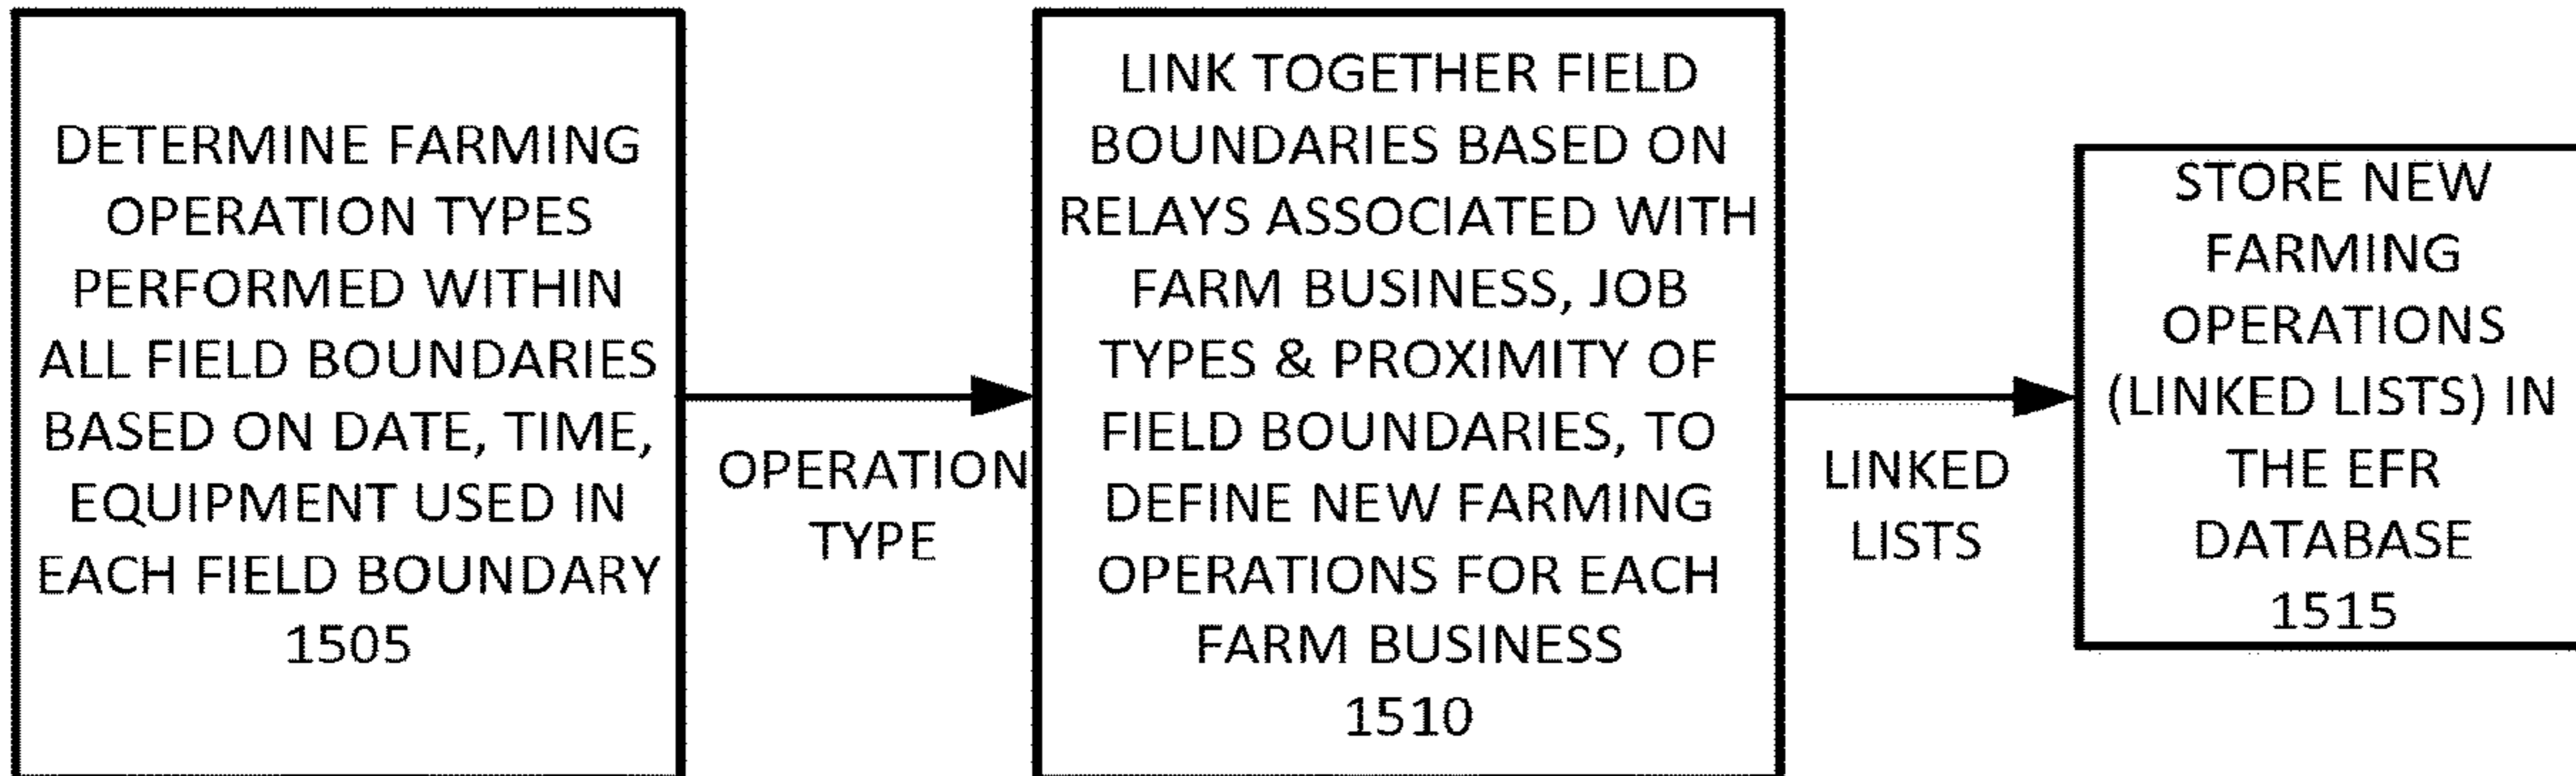 DETERMINE FARMING
OPERATION TYPES
PERFORMED WITHIN
ALL FIELD BOUNDARIES
BASED ON DATE, TIME,
EQUIPMENT USED IN
EACH FIELD BOUNDARY
1505
OPERATION
TYPE
LINK TOGETHER FIELD
BOUNDARIES BASED ON
RELAYS ASSOCIATED WITH
FARM BUSINESS, JOB
TYPES & PROXIMITY OF
FIELD BOUNDARIES, TO
DEFINE NEW FARMING
OPERATIONS FOR EACH
FARM BUSINESS
1510
LINKED
LISTS
STORE NEW
FARMING
OPERATIONS
(LINKED LISTS) IN
THE EFR
DATABASE
1515